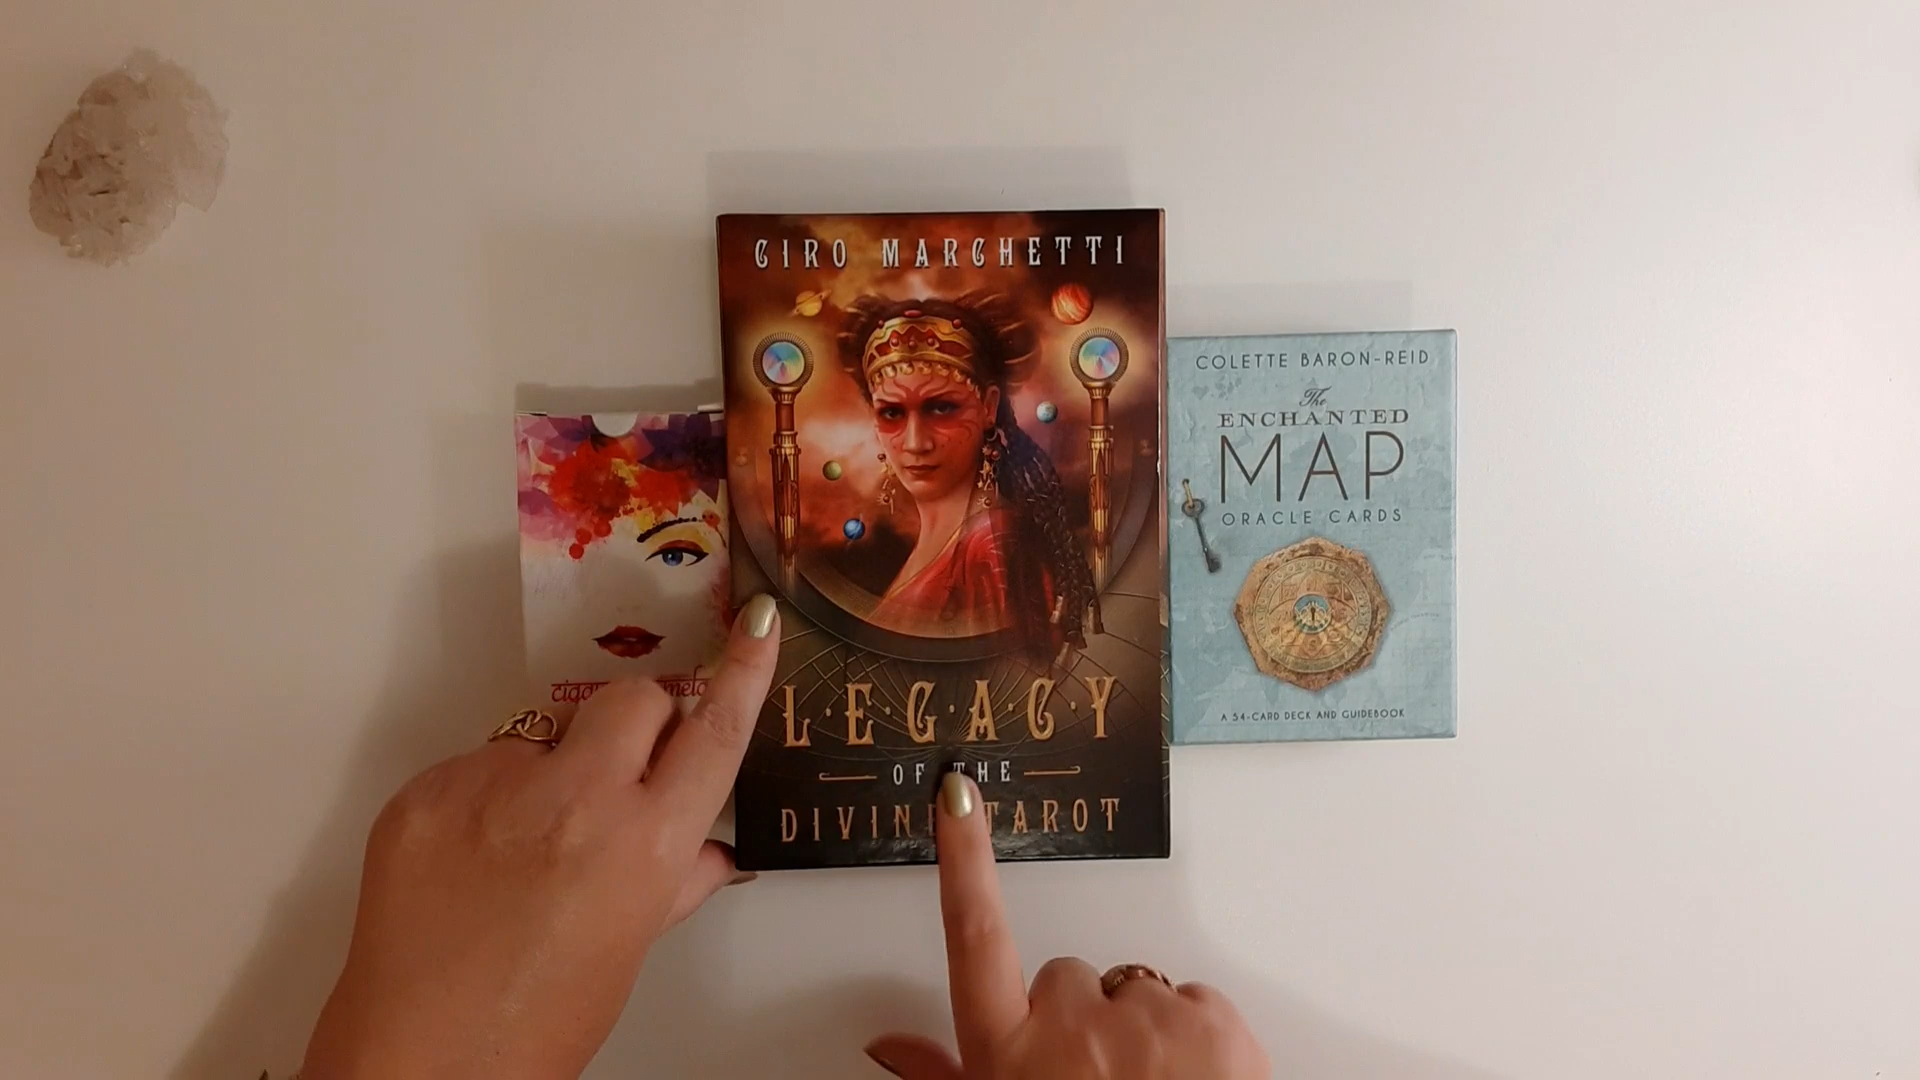 CIRO MARCHETTI
LEGACY
OF THE
DIVINE TAROT
COLETTE BARON-REID
The
ENCHANTED
MAP
ORACLE CARDS
A 54-CARD DECK AND GUIDEBOOK